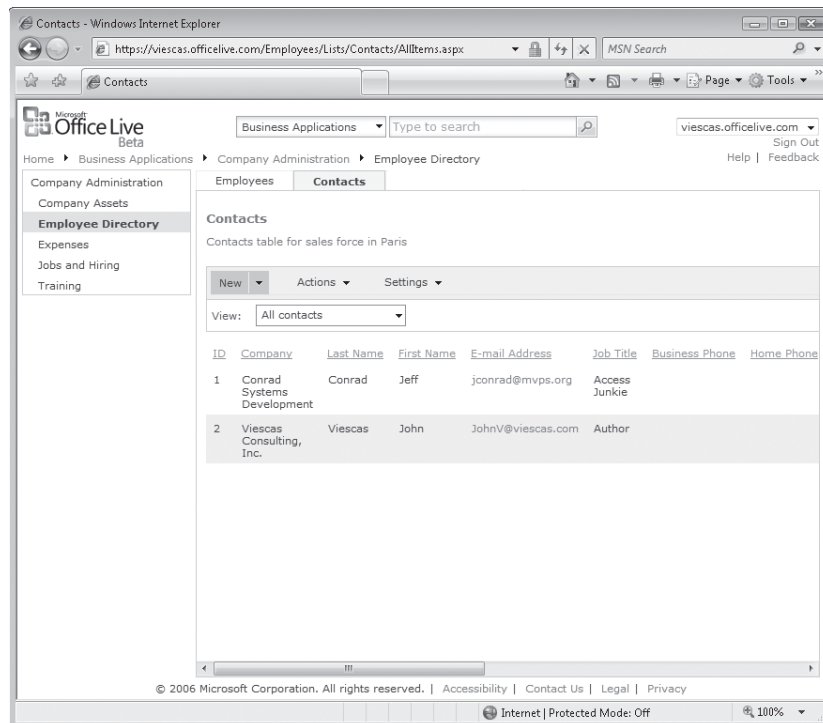 Contacts - Windows Internet Explorer
https://viescas.officelive.com/Employees/Lists/Contacts/AllItems.aspx
MSN Search
Contacts
Page
Tools
»
Microsoft
Office Live
Beta
Business Applications
Type to search
viescas.officelive.com
Sign Out
Home Business Applications Company Administration Employee Directory
Help | Feedback
Company Administration
Company Assets
Employee Directory
Expenses
Jobs and Hiring
Training
Employees Contacts
Contacts
Contacts table for sales force in Paris
New Actions Settings
View: All contacts
ID Company Last Name First Name E-mail Address Job Title Business Phone Home Phone
1 Conrad Conrad Jeff jconrad@mvps.org Access
Systems Junkie
Development
2 Viescas Viescas John JohnV@viescas.com Author
Consulting,
Inc.
© 2006 Microsoft Corporation. All rights reserved. | Accessibility | Contact Us | Legal | Privacy
Internet | Protected Mode: Off
100%